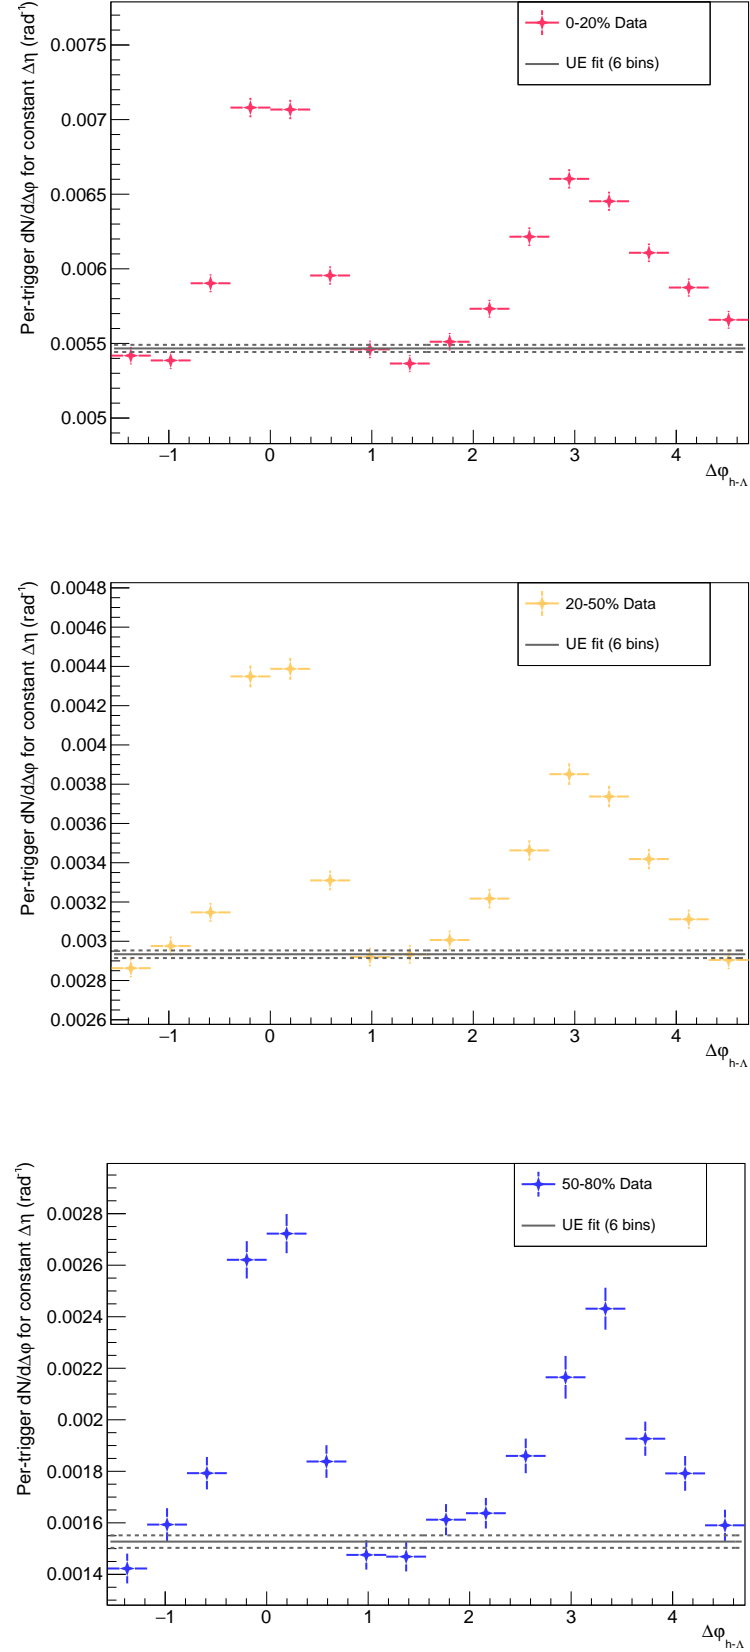 Per-trigger dN/dΔφ for constant Δη (rad⁻¹)
0.0075
0.007
0.0065
0.006
0.0055
0.005
0-20% Data
UE fit (6 bins)
−1 0 1 2 3 4
Δφh-Λ
Per-trigger dN/dΔφ for constant Δη (rad⁻¹)
0.0048
0.0046
0.0044
0.0042
0.004
0.0038
0.0036
0.0034
0.0032
0.003
0.0028
0.0026
20-50% Data
UE fit (6 bins)
−1 0 1 2 3 4
Δφh-Λ
Per-trigger dN/dΔφ for constant Δη (rad⁻¹)
0.0028
0.0026
0.0024
0.0022
0.002
0.0018
0.0016
0.0014
50-80% Data
UE fit (6 bins)
−1 0 1 2 3 4
Δφh-Λ